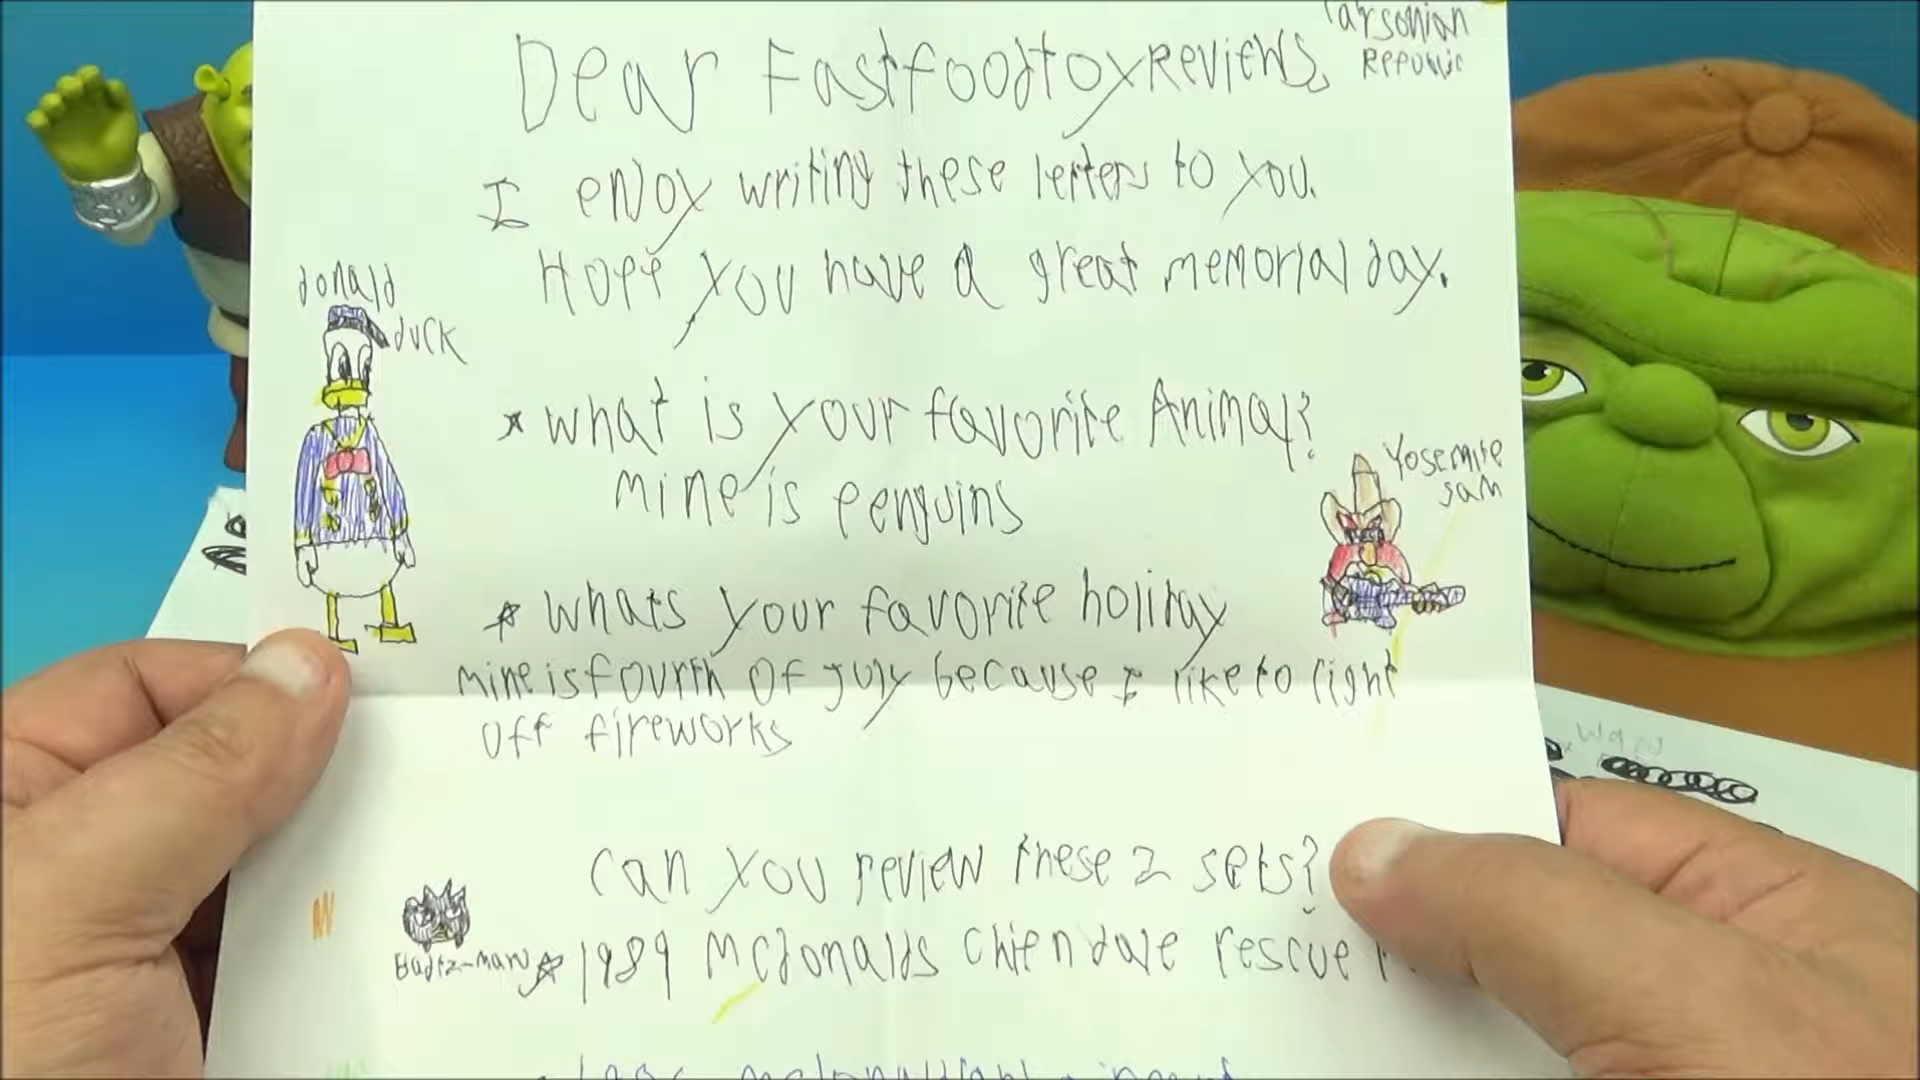 Republic
Dear FastfoodtoyReviews,
I enjoy writing these letters to you.
Hope you have a great memorial day.
donald
duck
* what is your favorite Animal?
mine is penguins
Yosemite
sam
* whats your favorite holiday
mine is fourth of July because I like to light
off fireworks
can you review these 2 sets?
Badtz-maru * 1989 mcdonalds chien dale rescue